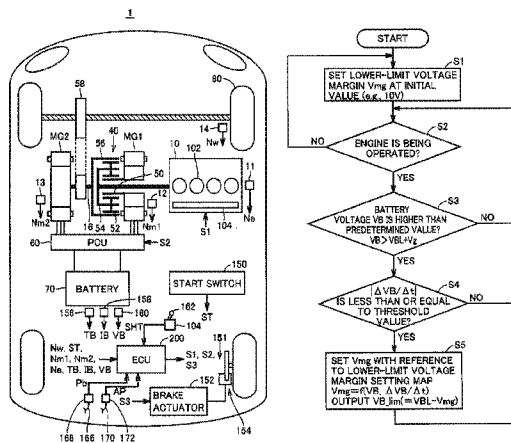 1
58
80
14
Nw
MG2
56
40
MG1
10
102
11
13
50
12
16
54
52
104
Nm2
Nm1
S1
Ne
60
PCU
S2
70
BATTERY
150
START SWITCH
ST
156
158
160
162
TB IB VB
SHT
104
151
200
Nw, ST,
Nm1, Nm2,
Ne, TB, IB, VB
ECU
S1, S2,
S3
Pb
AP
S3
152
BRAKE
ACTUATOR
154
168
166
170
172
START
S1
SET LOWER-LIMIT VOLTAGE
MARGIN Vmg AT INITIAL
VALUE (e.g., 10V)
S2
NO
ENGINE IS BEING
OPERATED?
YES
S3
BATTERY
VOLTAGE VB IS HIGHER THAN
PREDETERMINED VALUE?
VB>VBL+Vg
NO
YES
S4
|ΔVB/Δt|
IS LESS THAN OR EQUAL
TO THRESHOLD
VALUE?
NO
YES
S5
SET Vmg WITH REFERENCE
TO LOWER-LIMIT VOLTAGE
MARGIN SETTING MAP
Vmg=f(VB, ΔVB/Δt)
OUTPUT VB_lim(=VBL-Vmg)